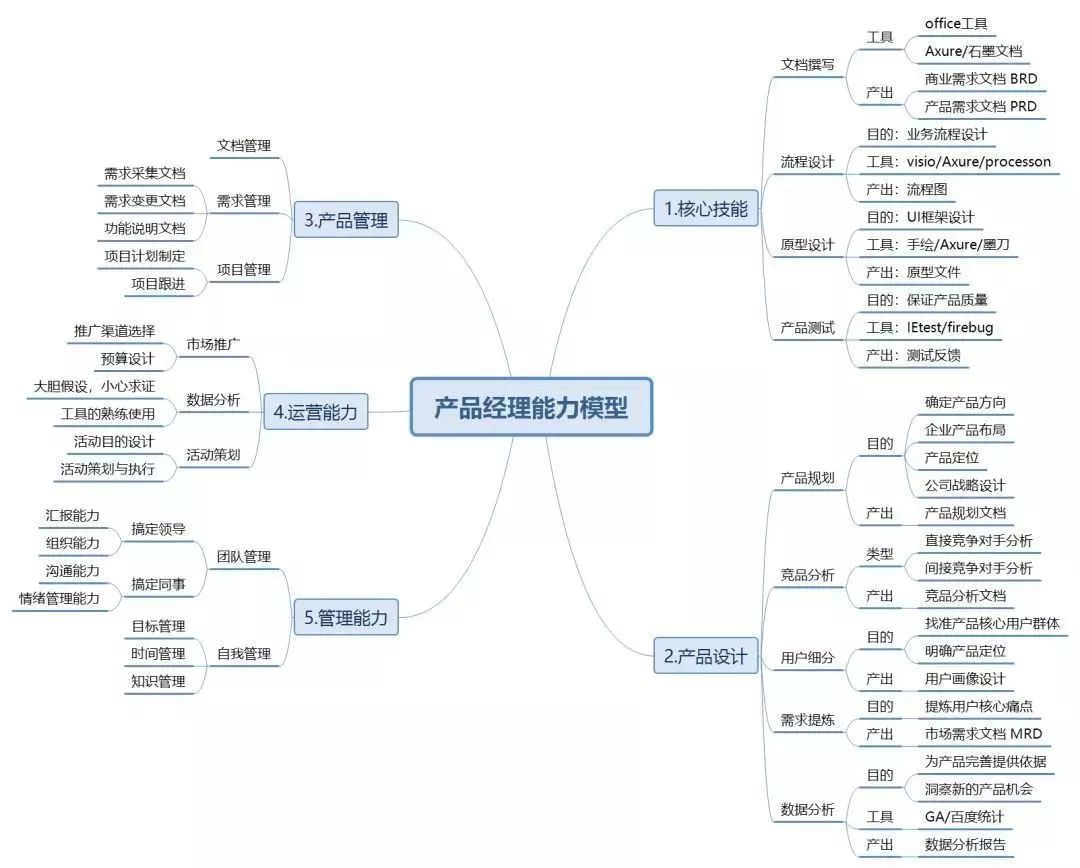 产品经理能力模型
1.核心技能
文档撰写
工具
office工具
Axure/石墨文档
产出
商业需求文档 BRD
产品需求文档 PRD
流程设计
目的：业务流程设计
工具：visio/Axure/processon
产出：流程图
原型设计
目的：UI框架设计
工具：手绘/Axure/墨刀
产出：原型文件
产品测试
目的：保证产品质量
工具：IEtest/firebug
产出：测试反馈
2.产品设计
产品规划
目的
确定产品方向
企业产品布局
产品定位
公司战略设计
产出
产品规划文档
竞品分析
类型
直接竞争对手分析
间接竞争对手分析
产出
竞品分析文档
用户细分
目的
找准产品核心用户群体
明确产品定位
产出
用户画像设计
需求提炼
目的
提炼用户核心痛点
产出
市场需求文档 MRD
数据分析
目的
为产品完善提供依据
洞察新的产品机会
工具
GA/百度统计
产出
数据分析报告
3.产品管理
文档管理
需求管理
需求采集文档
需求变更文档
功能说明文档
项目管理
项目计划制定
项目跟进
4.运营能力
市场推广
推广渠道选择
预算设计
数据分析
大胆假设，小心求证
工具的熟练使用
活动策划
活动目的设计
活动策划与执行
5.管理能力
团队管理
搞定领导
汇报能力
组织能力
搞定同事
沟通能力
情绪管理能力
自我管理
目标管理
时间管理
知识管理